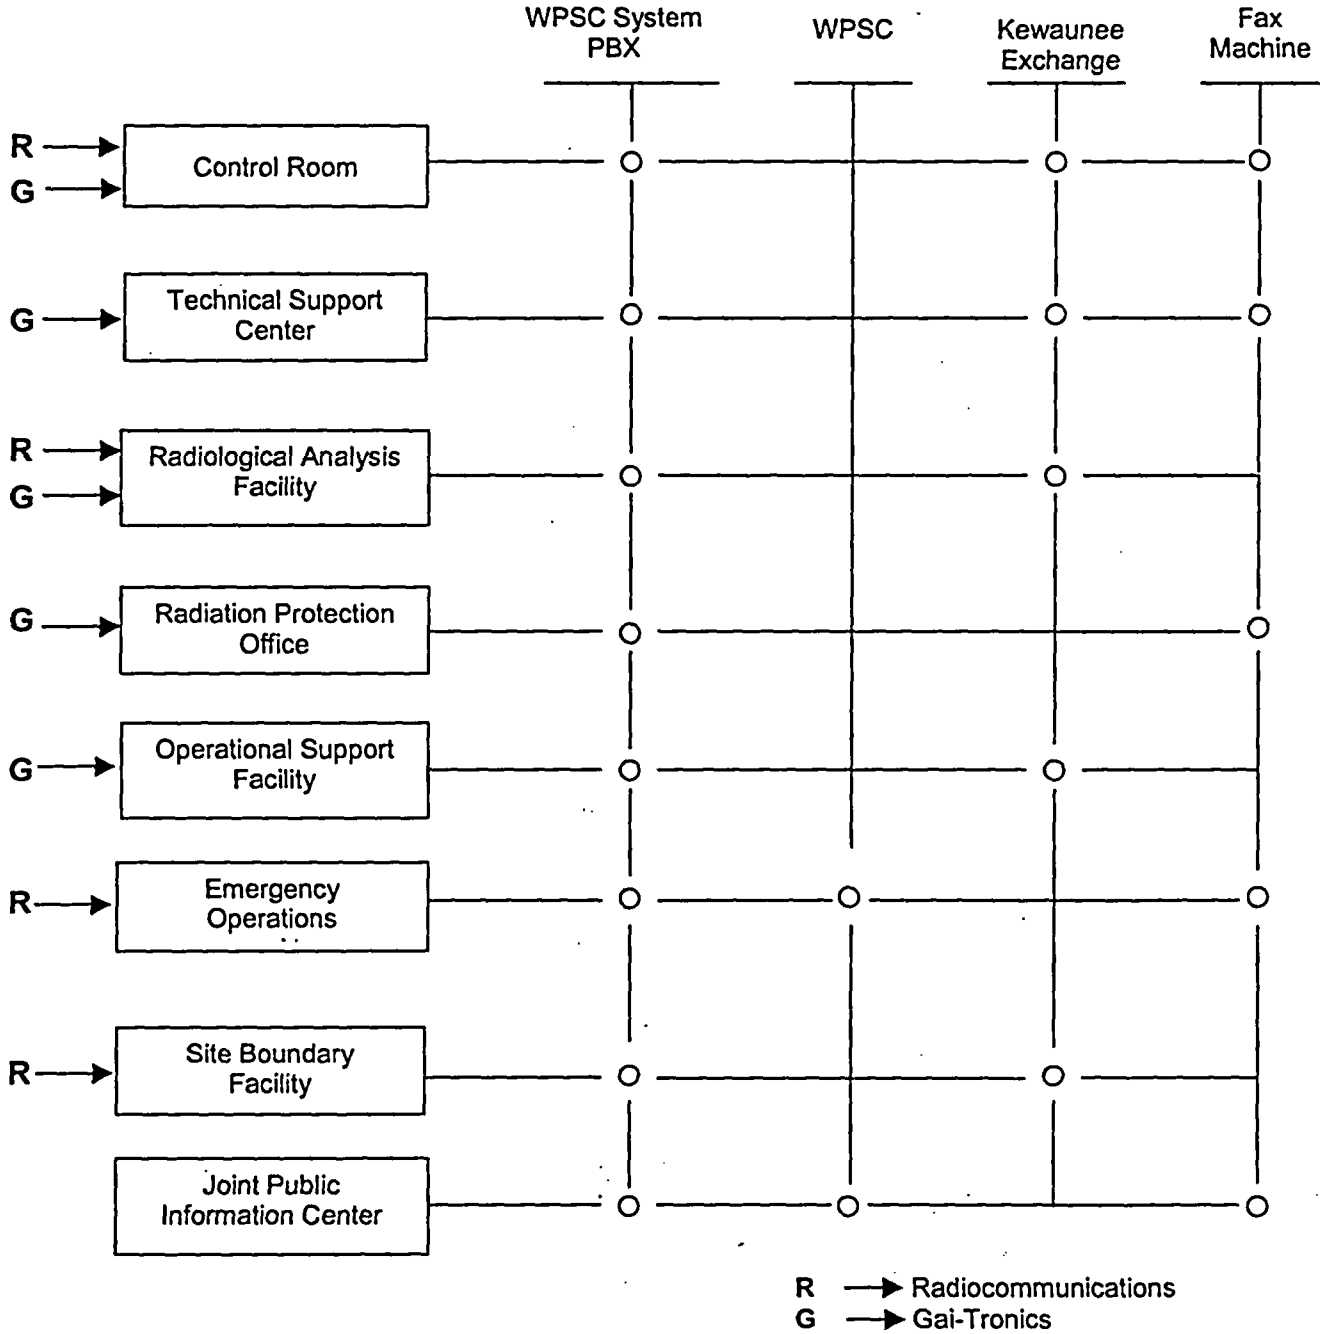 WPSC System
PBX
WPSC
Kewaunee
Exchange
Fax
Machine
R
G
Control Room
G
Technical Support
Center
R
G
Radiological Analysis
Facility
G
Radiation Protection
Office
G
Operational Support
Facility
R
Emergency
Operations
R
Site Boundary
Facility
Joint Public
Information Center
R Radiocommunications
G Gai-Tronics